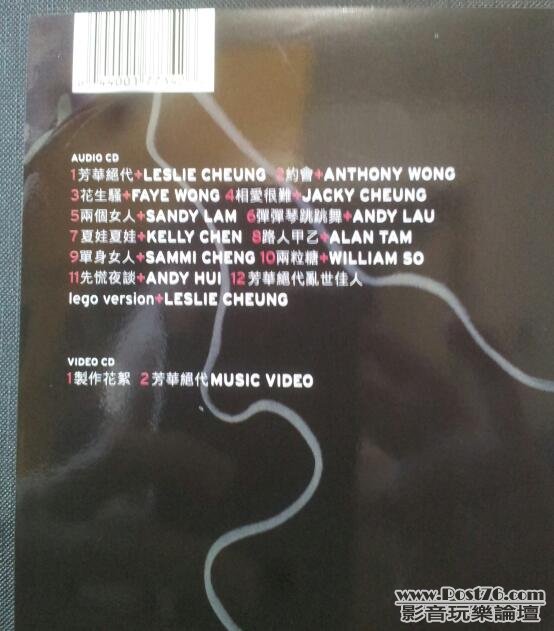 AUDIO CD
1芳華絕代+LESLIE CHEUNG 2約會+ANTHONY WONG
3花生騷+FAYE WONG 4相愛很難+JACKY CHEUNG
5兩個女人+SANDY LAM 6彈彈琴跳跳舞+ANDY LAU
7夏娃夏娃+KELLY CHEN 8路人甲乙+ALAN TAM
9單身女人+SAMMI CHENG 10兩粒糖+WILLIAM SO
11先慌夜談+ANDY HUI 12芳華絕代亂世佳人
lego version+LESLIE CHEUNG
VIDEO CD
1製作花絮 2芳華絕代MUSIC VIDEO
www.Post76.com
影音玩樂論壇